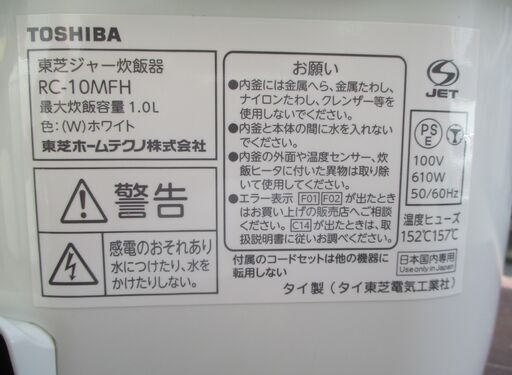 TOSHIBA
東芝ジャー炊飯器
RC-10MFH
最大炊飯容量 1.0L
色:(W)ホワイト
東芝ホームテクノ株式会社
警告
感電のおそれあり
水につけたり、水を
かけたりしない。
お願い
●内釜には金属へら、金属たわし、
ナイロンたわし、クレンザー等を
使用しないでください。
●内釜と本体の間に水を入れない
でください。
●内釜の外面や温度センサー、炊
飯ヒータに付いた異物は取り除
いて使用してください。
●エラー表示 F01 F02 が出たとき
はお買い上げの販売店へご相談
ください。C14が出たときは、取
扱説明書に従ってください。
付属のコードセットは他の機器に
転用しない
S
JET
PS
E
T
100V
610W
50/60Hz
温度ヒューズ
152℃157℃
日本国内専用
Use only in Japan
タイ製(タイ東芝電気工業社)